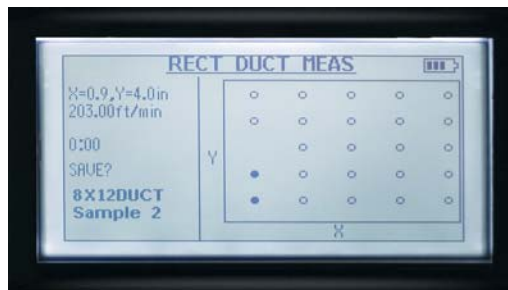 RECT DUCT MEAS
X=0.9,Y=4.0in
203.00ft/min
0:00
SAVE?
8X12DUCT
Sample 2
Y
X